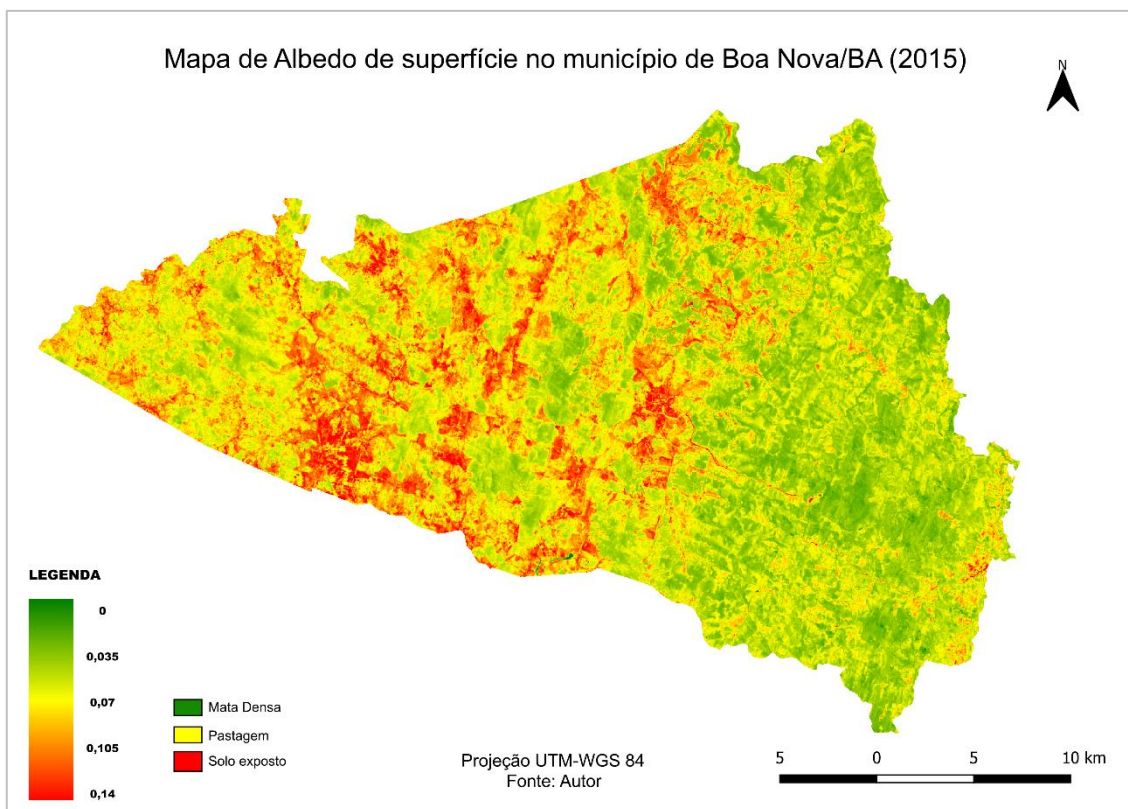 Mapa de Albedo de superfície no município de Boa Nova/BA (2015)
N
LEGENDA
0
0,035
0,07
0,105
0,14
Mata Densa
Pastagem
Solo exposto
Projeção UTM-WGS 84
Fonte: Autor
5 0 5 10 km